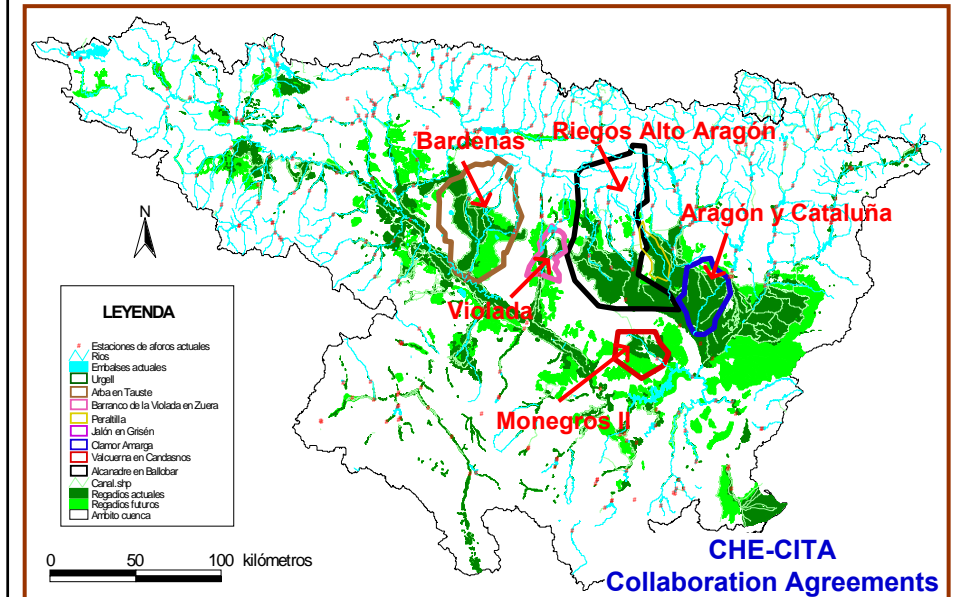 Bardenas
Riegos Alto Aragón
Aragón y Cataluña
N
Violada
Monegros II
LEYENDA
Estaciones de aforos actuales
Rios
Embalses actuales
Urgell
Arba en Tauste
Barranco de la Violada en Zuera
Peraltilla
Jalón en Grisén
Clamor Amarga
Valcuerna en Candasnos
Alcanadre en Ballobar
Canal.shp
Regadíos actuales
Regadíos futuros
Ambito cuenca
0 50 100 kilómetros
CHE-CITA
Collaboration Agreements